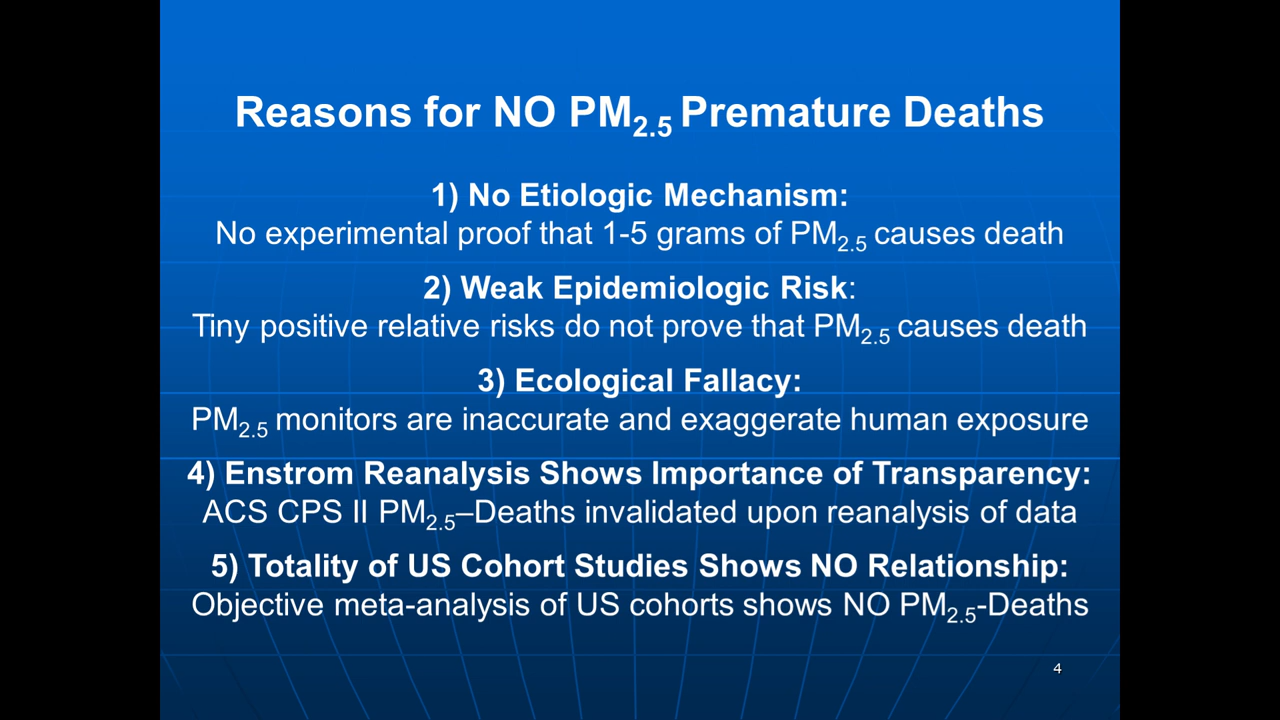 Reasons for NO PM2.5 Premature Deaths
1) No Etiologic Mechanism:
No experimental proof that 1-5 grams of PM2.5 causes death
2) Weak Epidemiologic Risk:
Tiny positive relative risks do not prove that PM2.5 causes death
3) Ecological Fallacy:
PM2.5 monitors are inaccurate and exaggerate human exposure
4) Enstrom Reanalysis Shows Importance of Transparency:
ACS CPS II PM2.5–Deaths invalidated upon reanalysis of data
5) Totality of US Cohort Studies Shows NO Relationship:
Objective meta-analysis of US cohorts shows NO PM2.5-Deaths
4